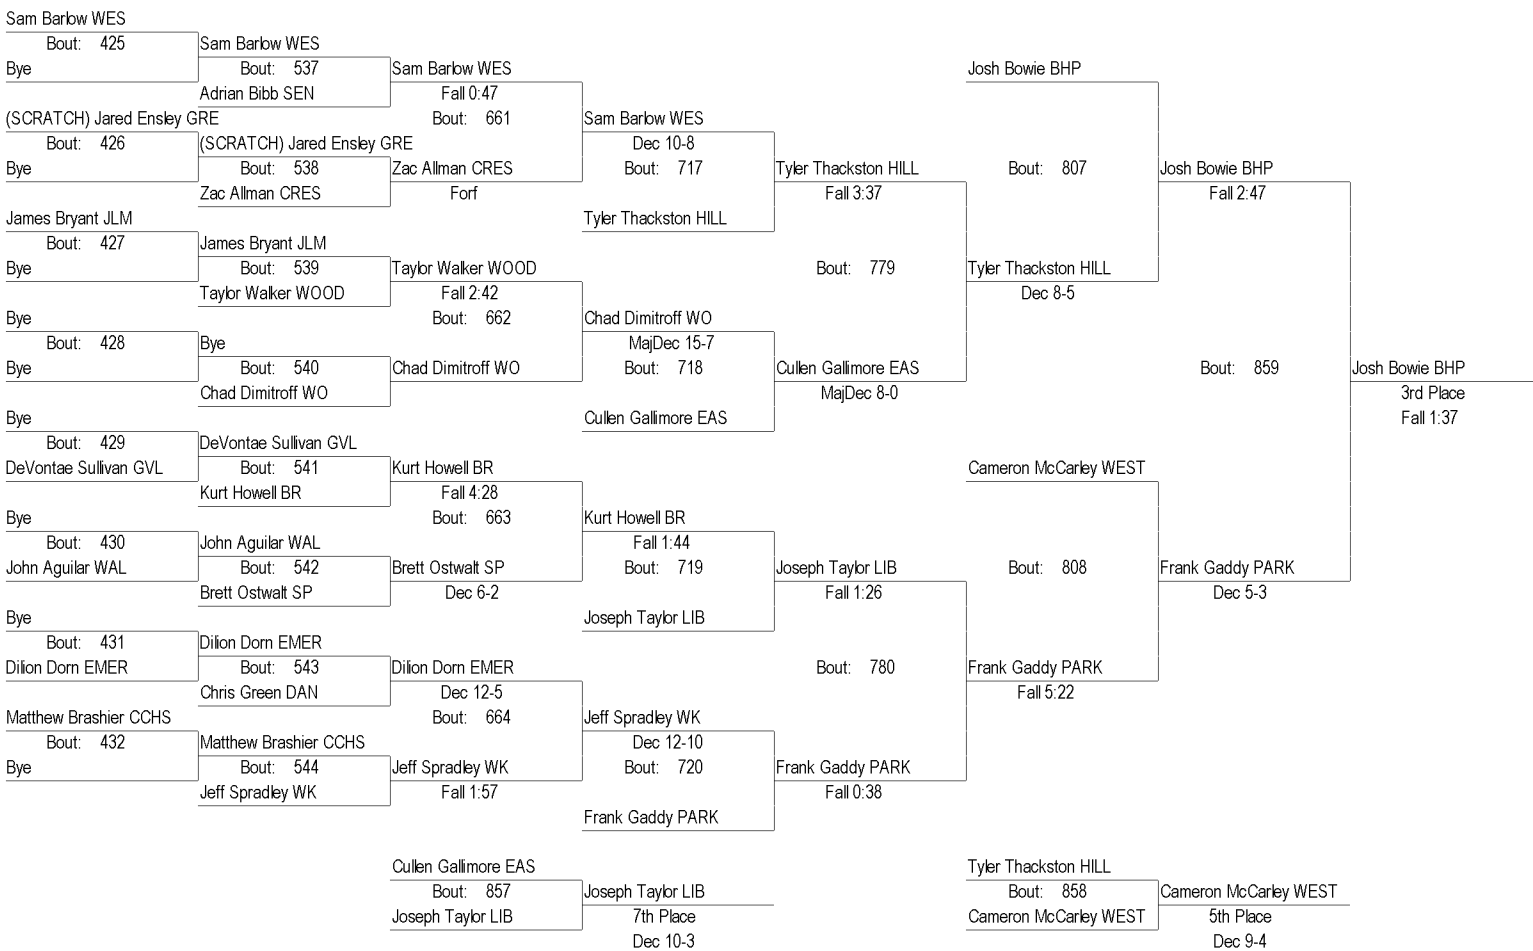 Sam Barlow WES
Bout: 425
Sam Barlow WES
Bye
Bout: 537
Sam Barlow WES
Josh Bowie BHP
Adrian Bibb SEN
Fall 0:47
(SCRATCH) Jared Ensley GRE
Bout: 661
Sam Barlow WES
Bout: 426
(SCRATCH) Jared Ensley GRE
Dec 10-8
Bye
Bout: 538
Zac Allman CRES
Bout: 717
Tyler Thackston HILL
Bout: 807
Josh Bowie BHP
Zac Allman CRES
Forf
Fall 3:37
Fall 2:47
James Bryant JLM
Tyler Thackston HILL
Bout: 427
James Bryant JLM
Bye
Bout: 539
Taylor Walker WOOD
Bout: 779
Tyler Thackston HILL
Taylor Walker WOOD
Fall 2:42
Dec 8-5
Bye
Bout: 662
Chad Dimitroff WO
Bout: 428
Bye
MajDec 15-7
Bye
Bout: 540
Chad Dimitroff WO
Bout: 718
Cullen Gallimore EAS
Bout: 859
Josh Bowie BHP
Chad Dimitroff WO
MajDec 8-0
3rd Place
Bye
Cullen Gallimore EAS
Fall 1:37
Bout: 429
DeVontae Sullivan GVL
DeVontae Sullivan GVL
Bout: 541
Kurt Howell BR
Cameron McCarley WEST
Kurt Howell BR
Fall 4:28
Bye
Bout: 663
Kurt Howell BR
Bout: 430
John Aguilar WAL
Fall 1:44
John Aguilar WAL
Bout: 542
Brett Ostwalt SP
Bout: 719
Joseph Taylor LIB
Bout: 808
Frank Gaddy PARK
Brett Ostwalt SP
Dec 6-2
Fall 1:26
Dec 5-3
Bye
Joseph Taylor LIB
Bout: 431
Dilion Dorn EMER
Dilion Dorn EMER
Bout: 543
Dilion Dorn EMER
Bout: 780
Frank Gaddy PARK
Chris Green DAN
Dec 12-5
Fall 5:22
Matthew Brashier CCHS
Bout: 664
Jeff Spradley WK
Bout: 432
Matthew Brashier CCHS
Dec 12-10
Bye
Bout: 544
Jeff Spradley WK
Bout: 720
Frank Gaddy PARK
Jeff Spradley WK
Fall 1:57
Fall 0:38
Frank Gaddy PARK
Cullen Gallimore EAS
Tyler Thackston HILL
Bout: 857
Joseph Taylor LIB
Bout: 858
Cameron McCarley WEST
Joseph Taylor LIB
7th Place
Cameron McCarley WEST
5th Place
Dec 10-3
Dec 9-4